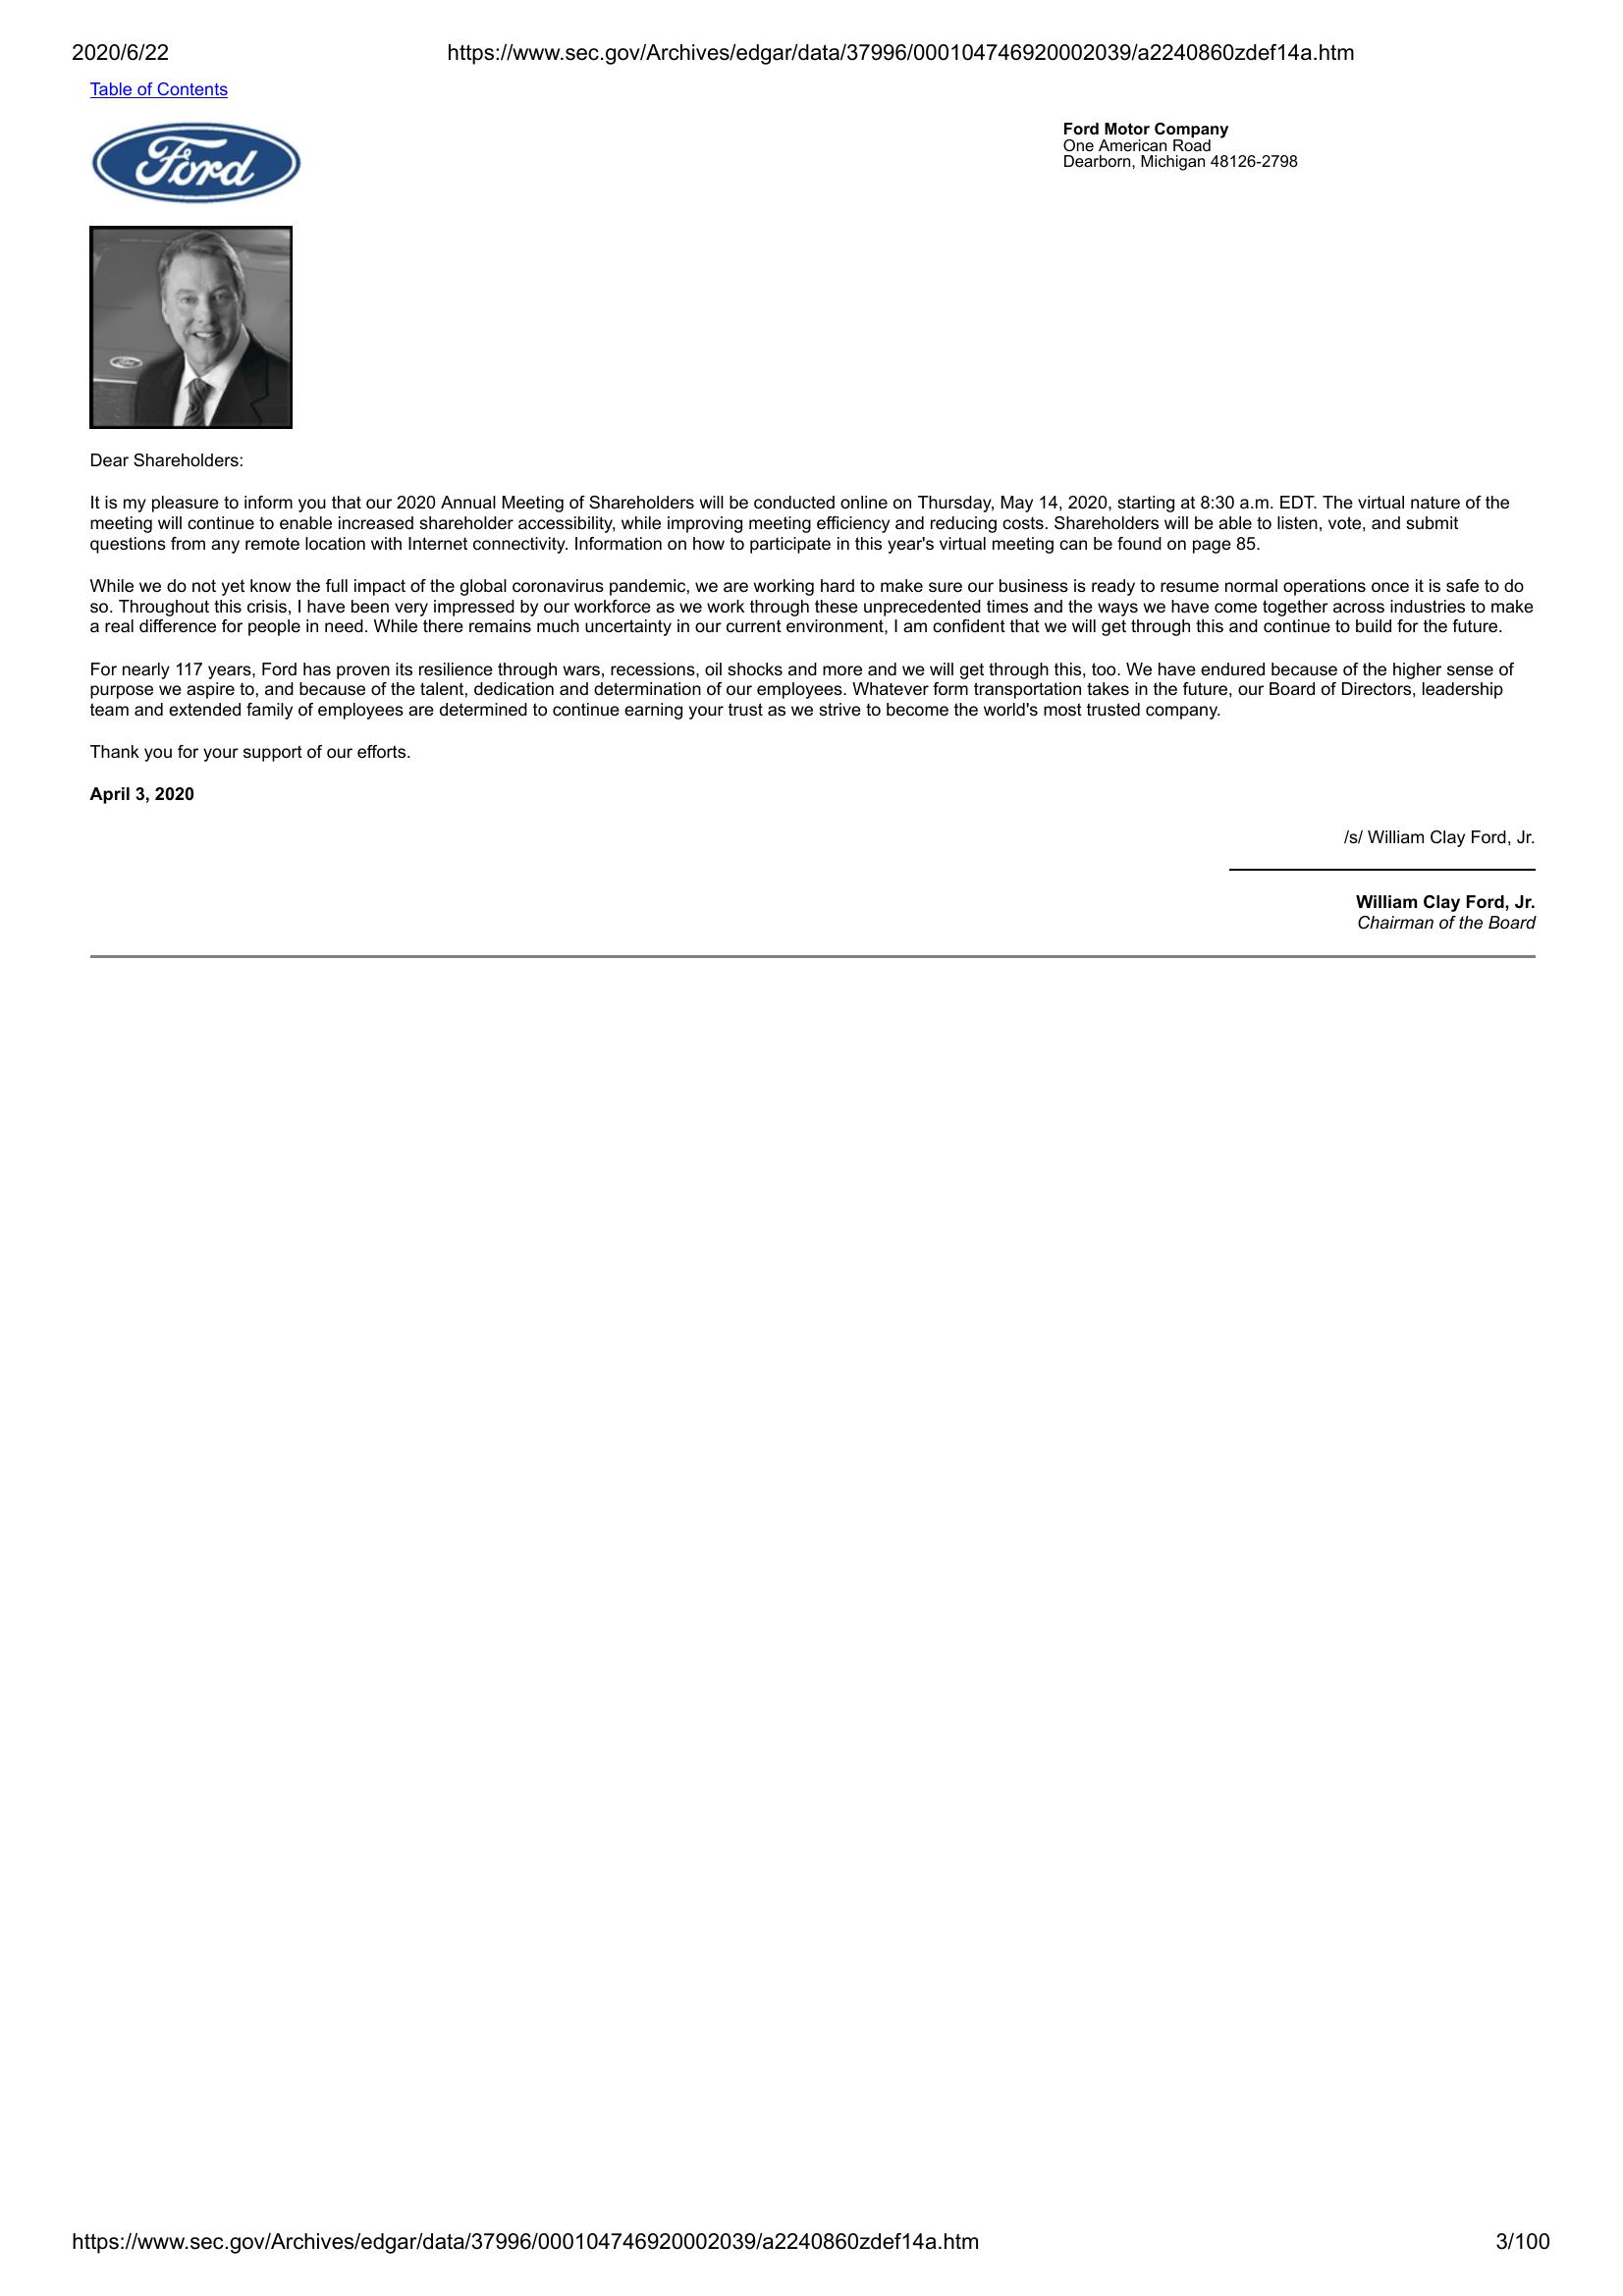 2020/6/22
https://www.sec.gov/Archives/edgar/data/37996/000104746920002039/a2240860zdef14a.htm
Table of Contents
Ford
Ford Motor Company
One American Road
Dearborn, Michigan 48126-2798
Ford
Dear Shareholders:
It is my pleasure to inform you that our 2020 Annual Meeting of Shareholders will be conducted online on Thursday, May 14, 2020, starting at 8:30 a.m. EDT. The virtual nature of the
meeting will continue to enable increased shareholder accessibility, while improving meeting efficiency and reducing costs. Shareholders will be able to listen, vote, and submit
questions from any remote location with Internet connectivity. Information on how to participate in this year's virtual meeting can be found on page 85.
While we do not yet know the full impact of the global coronavirus pandemic, we are working hard to make sure our business is ready to resume normal operations once it is safe to do
so. Throughout this crisis, I have been very impressed by our workforce as we work through these unprecedented times and the ways we have come together across industries to make
a real difference for people in need. While there remains much uncertainty in our current environment, I am confident that we will get through this and continue to build for the future.
For nearly 117 years, Ford has proven its resilience through wars, recessions, oil shocks and more and we will get through this, too. We have endured because of the higher sense of
purpose we aspire to, and because of the talent, dedication and determination of our employees. Whatever form transportation takes in the future, our Board of Directors, leadership
team and extended family of employees are determined to continue earning your trust as we strive to become the world's most trusted company.
Thank you for your support of our efforts.
April 3, 2020
/s/ William Clay Ford, Jr.
William Clay Ford, Jr.
Chairman of the Board
https://www.sec.gov/Archives/edgar/data/37996/000104746920002039/a2240860zdef14a.htm
3/100